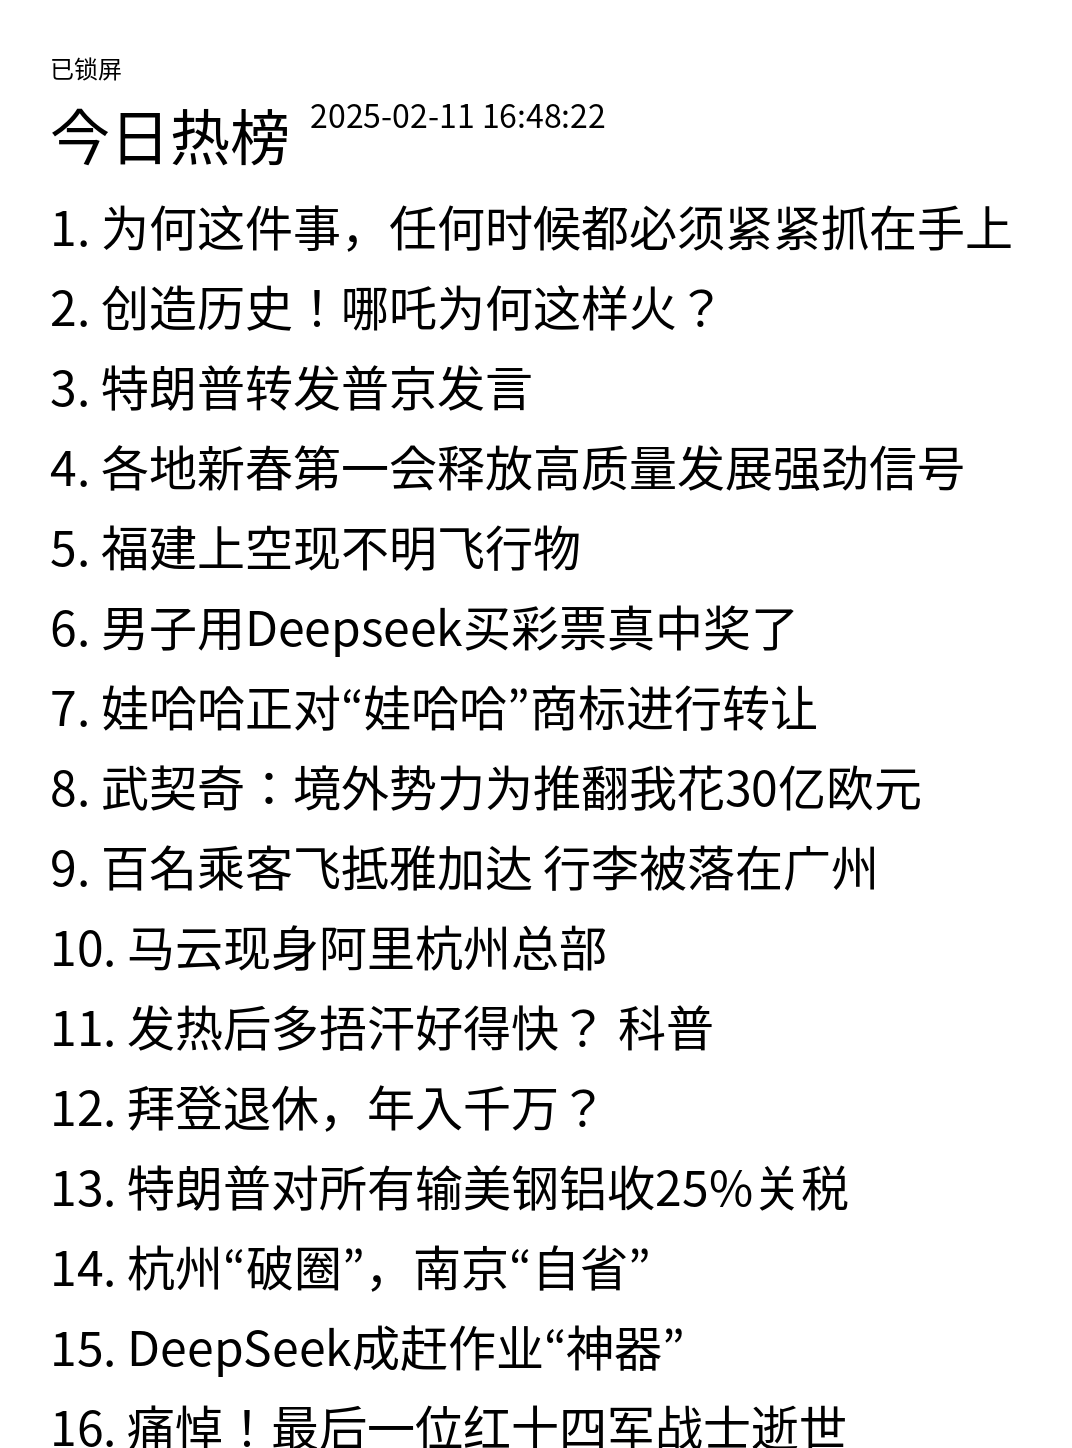 已锁屏
今日热榜 2025-02-11 16:48:22
1. 为何这件事，任何时候都必须紧紧抓在手上
2. 创造历史！哪吒为何这样火？
3. 特朗普转发普京发言
4. 各地新春第一会释放高质量发展强劲信号
5. 福建上空现不明飞行物
6. 男子用Deepseek买彩票真中奖了
7. 娃哈哈正对“娃哈哈”商标进行转让
8. 武契奇：境外势力为推翻我花30亿欧元
9. 百名乘客飞抵雅加达 行李被落在广州
10. 马云现身阿里杭州总部
11. 发热后多捂汗好得快？ 科普
12. 拜登退休，年入千万？
13. 特朗普对所有输美钢铝收25%关税
14. 杭州“破圈”，南京“自省”
15. DeepSeek成赶作业“神器”
16. 痛悼！最后一位红十四军战士逝世